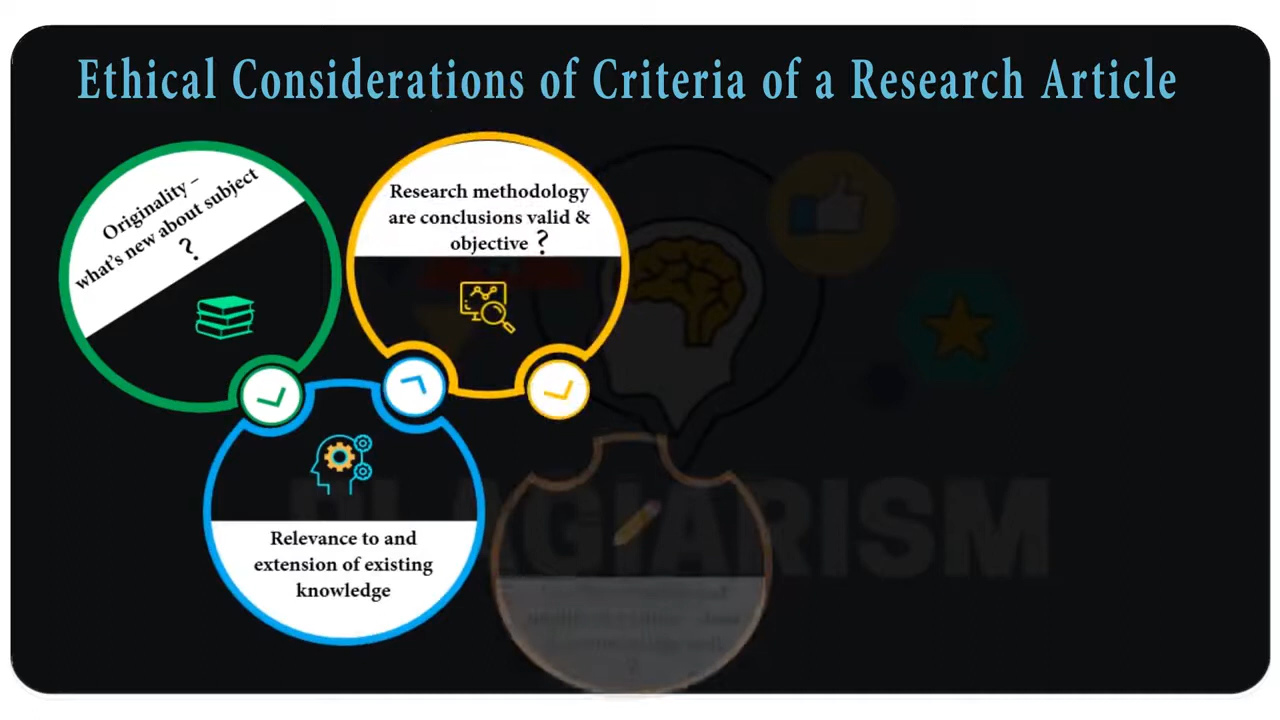 Ethical Considerations of Criteria of a Research Article
Originality –
what's new about subject
?
Research methodology
are conclusions valid &
objective ?
Relevance to and
extension of existing
knowledge
PLAGIARISM